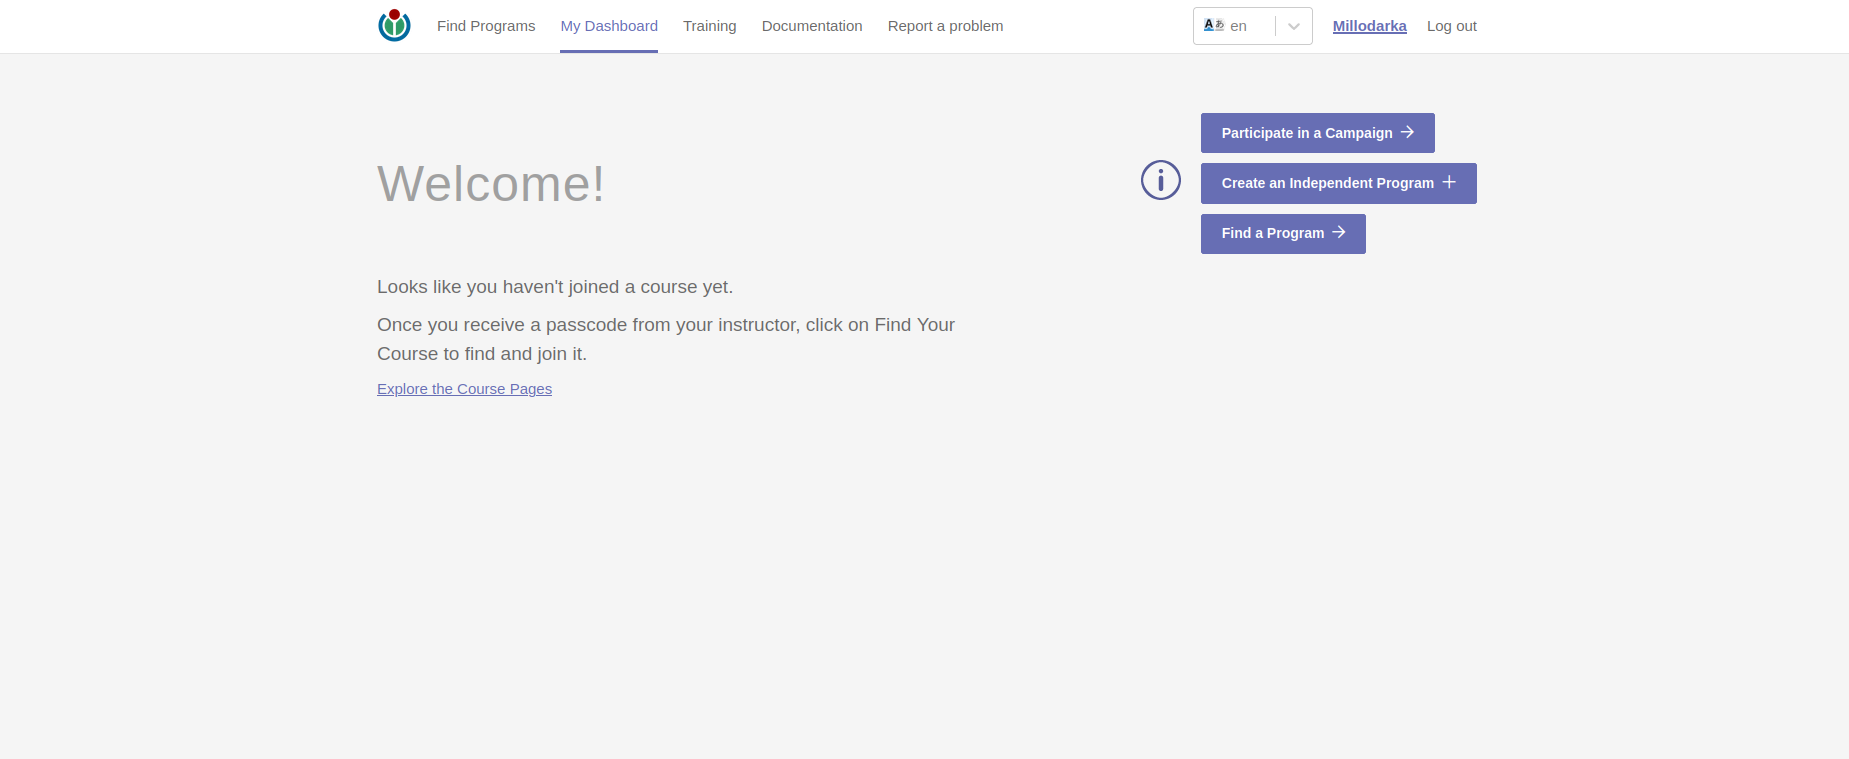 Find Programs
My Dashboard
Training
Documentation
Report a problem
Aあ en
Millodarka
Log out
Welcome!
Participate in a Campaign
Create an Independent Program
Find a Program
Looks like you haven't joined a course yet.
Once you receive a passcode from your instructor, click on Find Your
Course to find and join it.
Explore the Course Pages